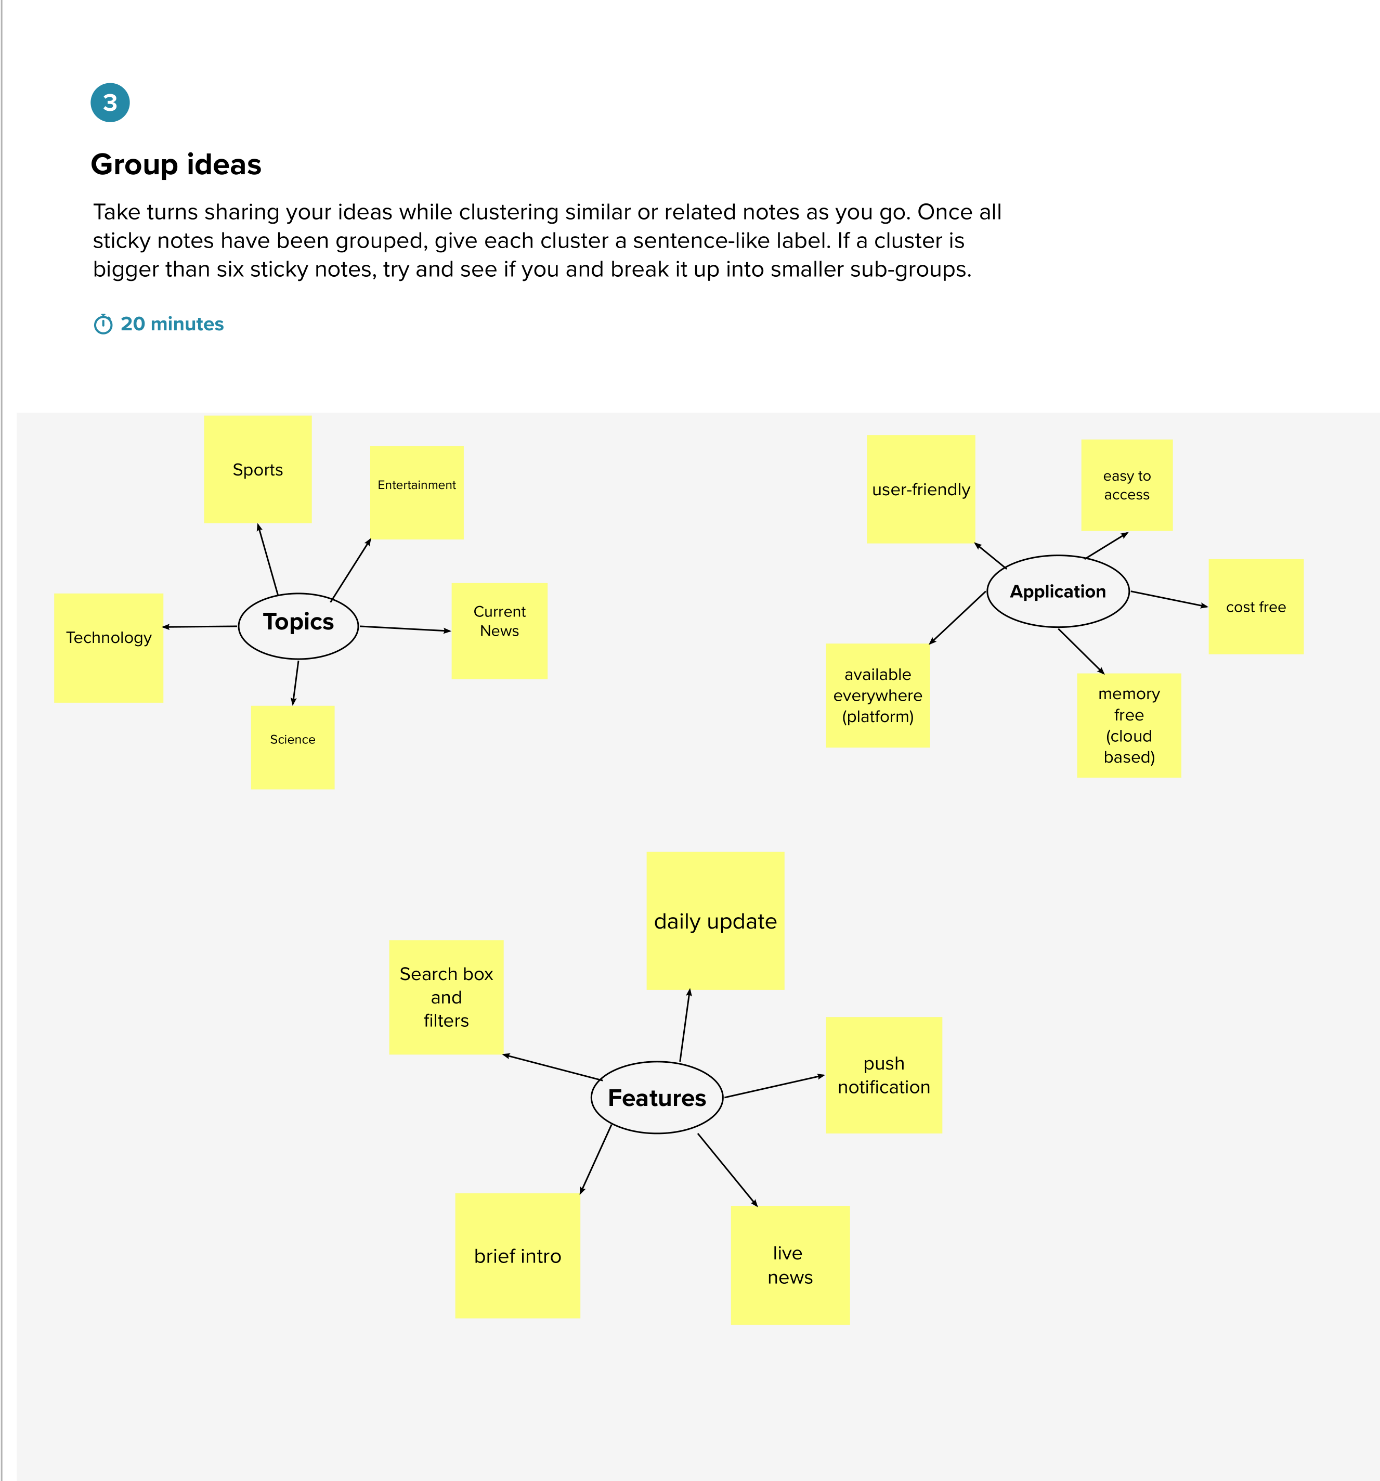 3
Group ideas
Take turns sharing your ideas while clustering similar or related notes as you go. Once all
sticky notes have been grouped, give each cluster a sentence-like label. If a cluster is
bigger than six sticky notes, try and see if you and break it up into smaller sub-groups.
20 minutes
Sports
Entertainment
Technology
Topics
Current
News
Science
user-friendly
easy to
access
Application
cost free
available
everywhere
(platform)
memory
free
(cloud
based)
daily update
Search box
and
filters
push
notification
Features
brief intro
live
news